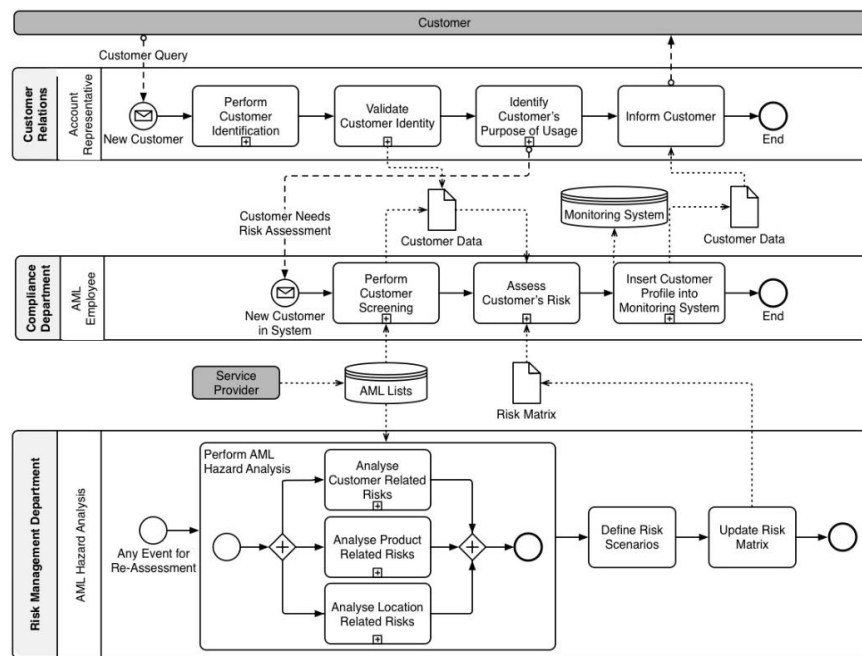 Customer
Customer Query
Customer
Relations
Account
Representative
New Customer
Perform
Customer
Identification
Validate
Customer Identity
Identify
Customer's
Purpose of Usage
Inform Customer
End
Customer Needs
Risk Assessment
Customer Data
Monitoring System
Customer Data
Compliance
Department
AML
Employee
New Customer
in System
Perform
Customer
Screening
Assess
Customer's Risk
Insert Customer
Profile into
Monitoring System
End
Service
Provider
AML Lists
Risk Matrix
Risk Management Department
AML Hazard Analysis
Any Event for
Re-Assessment
Perform AML
Hazard Analysis
Analyse
Customer Related
Risks
Analyse Product
Related Risks
Analyse Location
Related Risks
Define Risk
Scenarios
Update Risk
Matrix